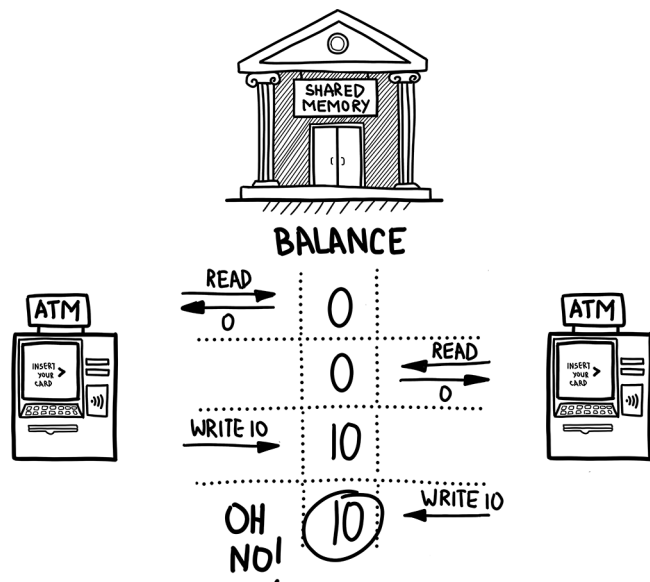 SHARED
MEMORY
BALANCE
READ
0
0
ATM
INSERT
YOUR >
CARD
ATM
INSERT
YOUR >
CARD
0
READ
0
WRITE 10
10
OH
NO!
10
WRITE 10